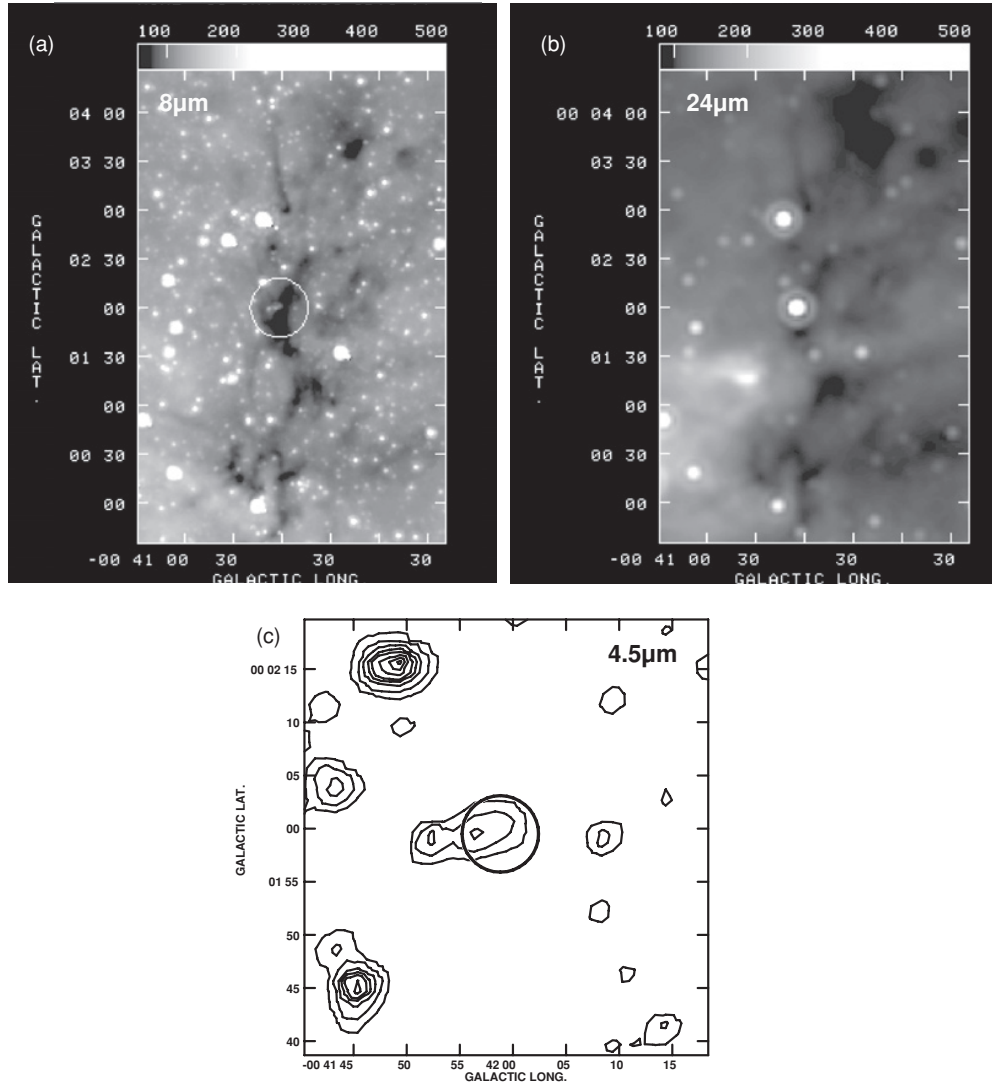 (a)
100 200 300 400 500
8µm
04 00
03 30
00
02 30
00
01 30
00
00 30
00
GALACTIC LAT.
-00 41 00 30 30 30
GALACTIC LONG.
(b)
100 200 300 400 500
24µm
00 04 00
03 30
00
02 30
00
01 30
00
00 30
00
GALACTIC LAT.
-00 41 00 30 30 30
GALACTIC LONG.
(c)
4.5µm
00 02 15
10
05
00
01 55
50
45
40
GALACTIC LAT.
-00 41 45 50 55 42 00 05 10 15
GALACTIC LONG.